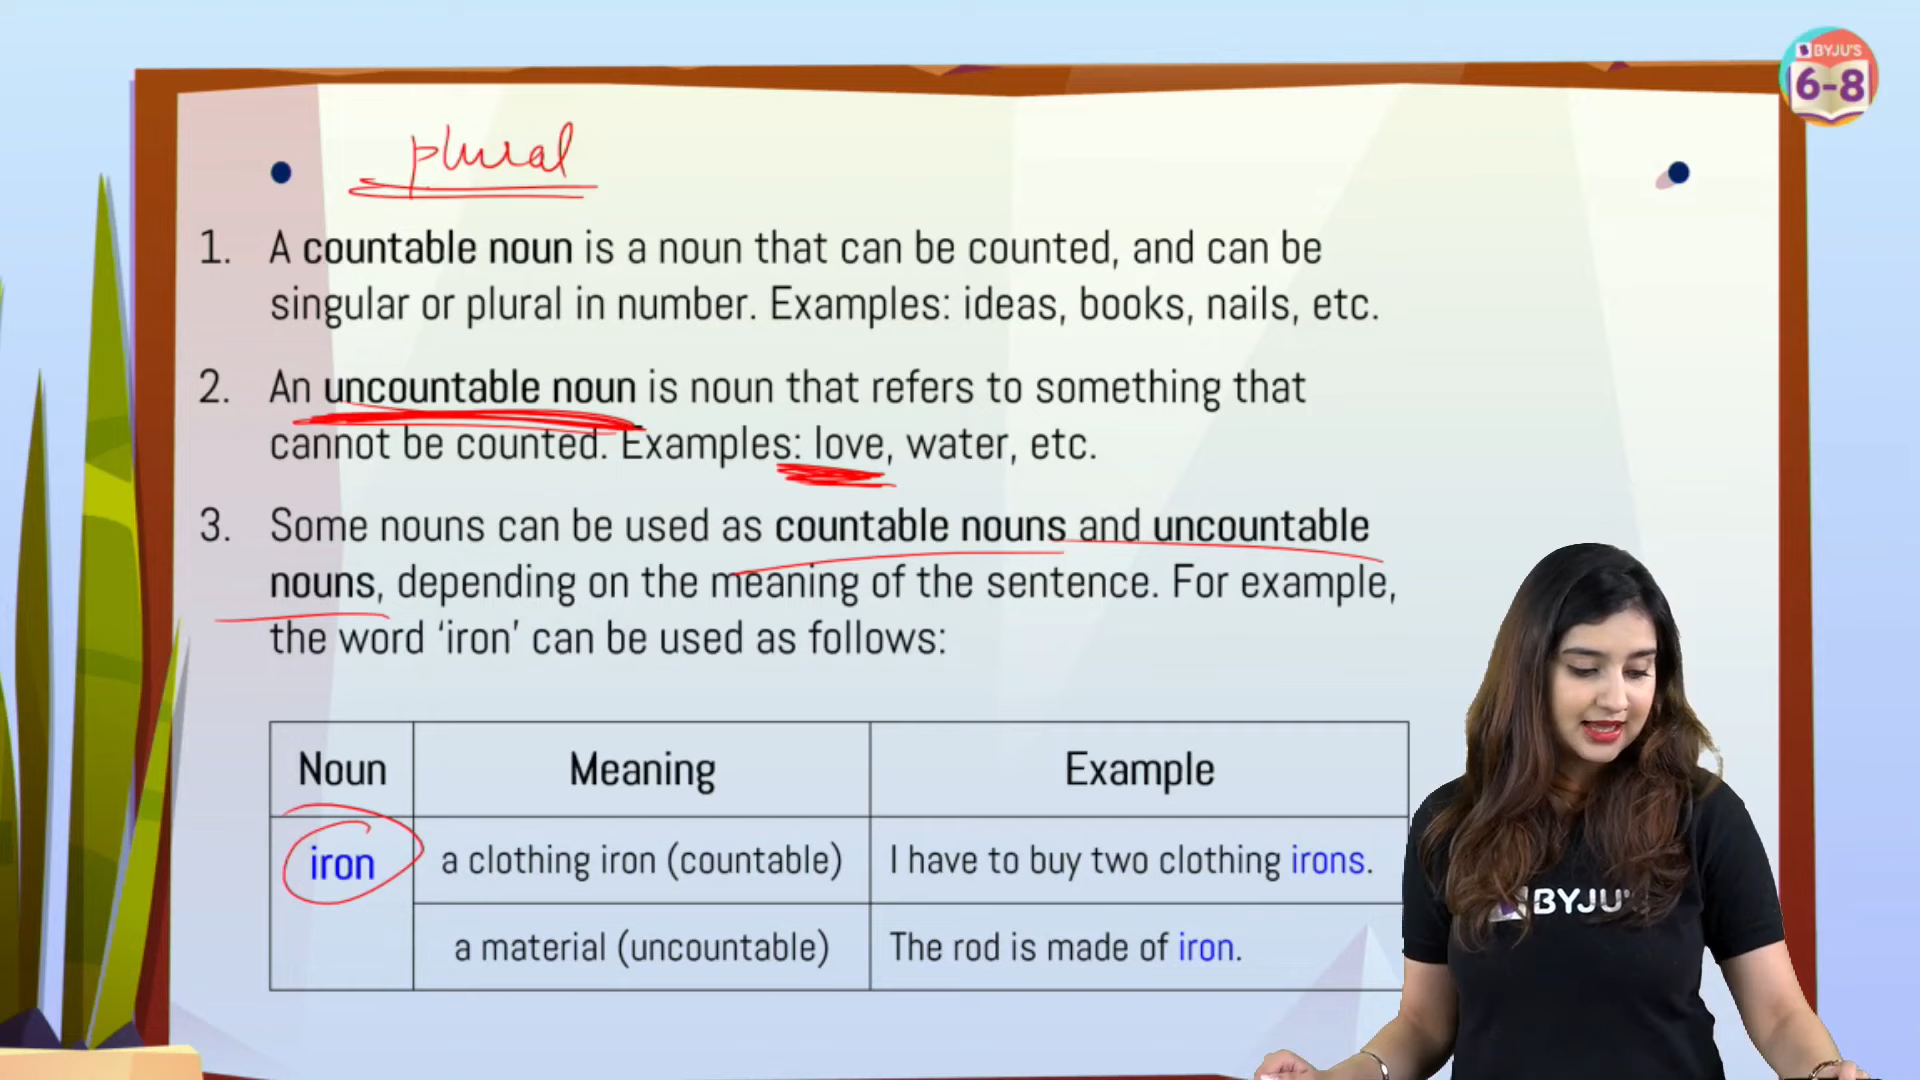 BYJU'S
6-8
plural
1. A countable noun is a noun that can be counted, and can be
singular or plural in number. Examples: ideas, books, nails, etc.
2. An uncountable noun is noun that refers to something that
cannot be counted. Examples: love, water, etc.
3. Some nouns can be used as countable nouns and uncountable
nouns, depending on the meaning of the sentence. For example,
the word ‘iron’ can be used as follows:
Noun Meaning Example
iron a clothing iron (countable) I have to buy two clothing irons.
a material (uncountable) The rod is made of iron.
BYJU'S